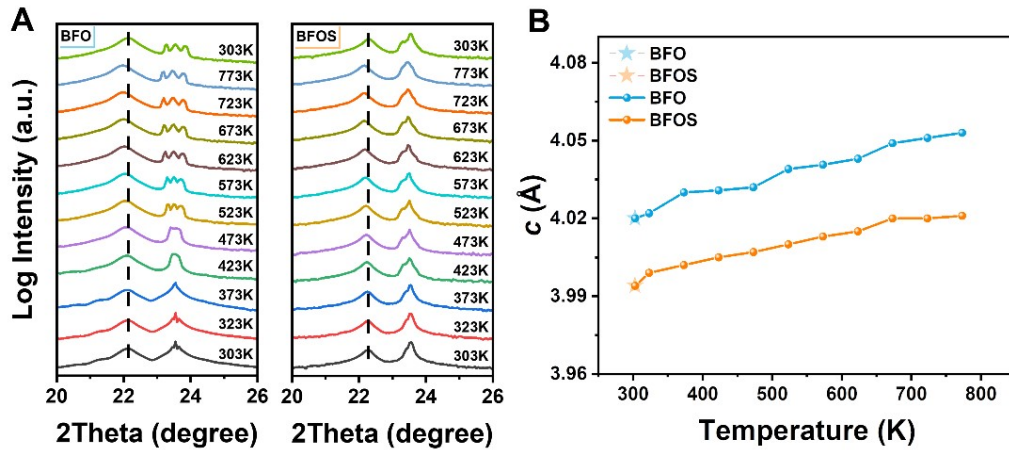 A
BFO
303K
773K
723K
673K
623K
573K
523K
473K
423K
373K
323K
303K
20 22 24 26
2Theta (degree)
Log Intensity (a.u.)
BFOS
303K
773K
723K
673K
623K
573K
523K
473K
423K
373K
323K
303K
20 22 24 26
2Theta (degree)
B
BFO
BFOS
BFO
BFOS
4.08
4.05
4.02
3.99
3.96
c (Å)
300 400 500 600 700 800
Temperature (K)